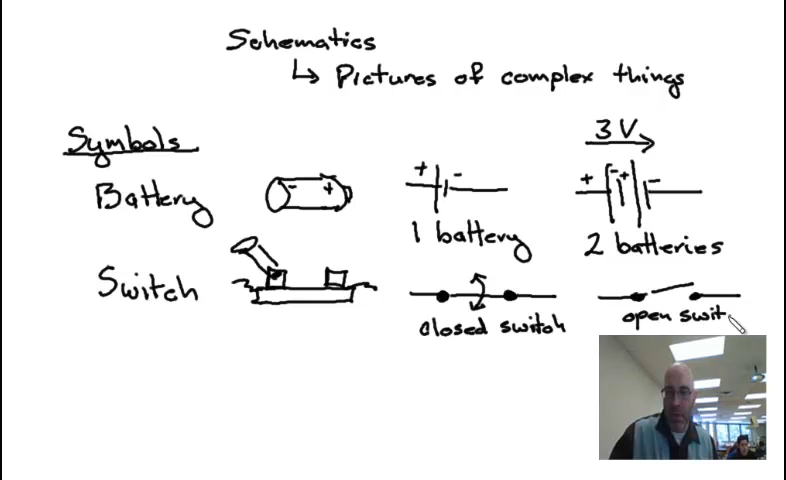 Schematics
↳ Pictures of complex things
Symbols
3 V
Battery
- +
+ -
+ - + -
1 battery
2 batteries
Switch
closed switch
open swit